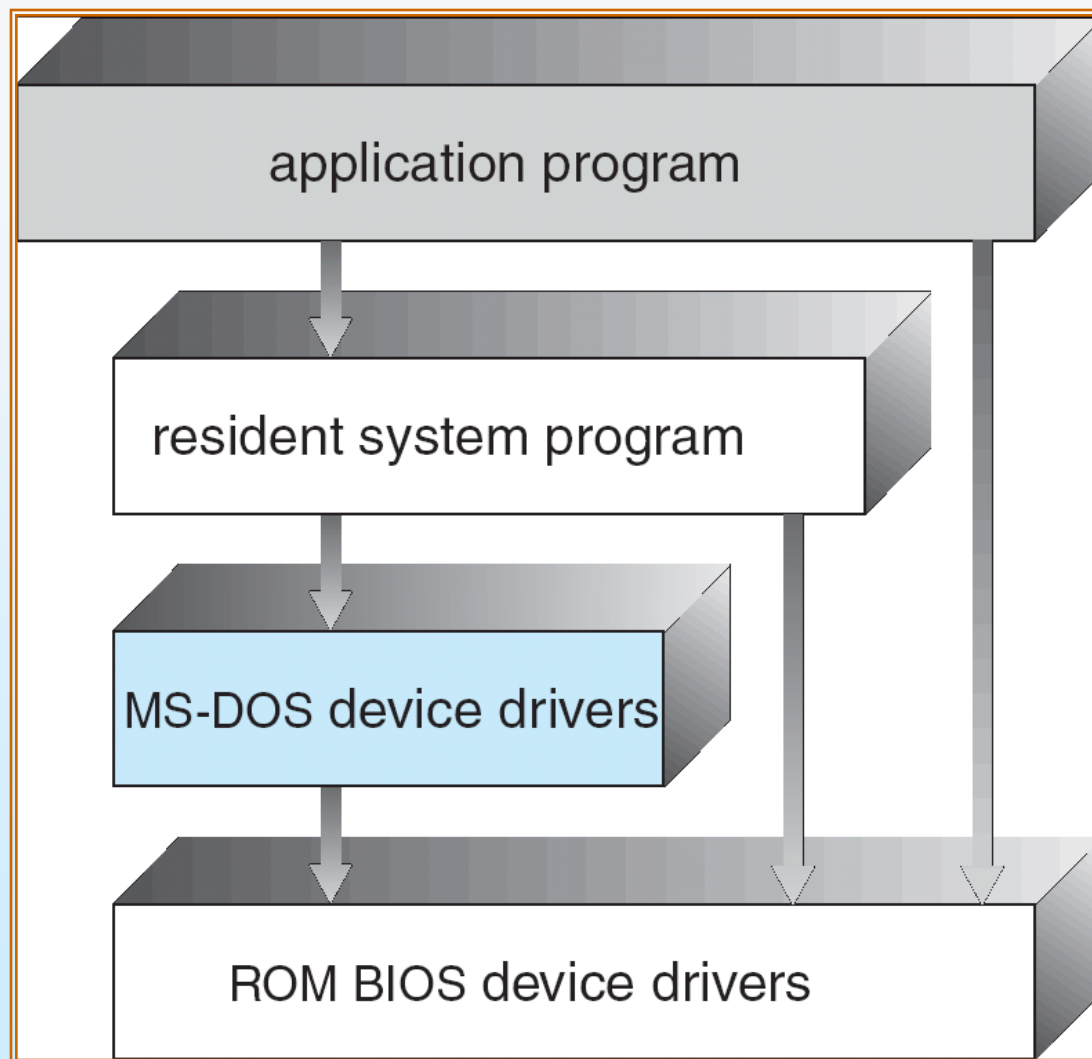 application program
resident system program
MS-DOS device drivers
ROM BIOS device drivers